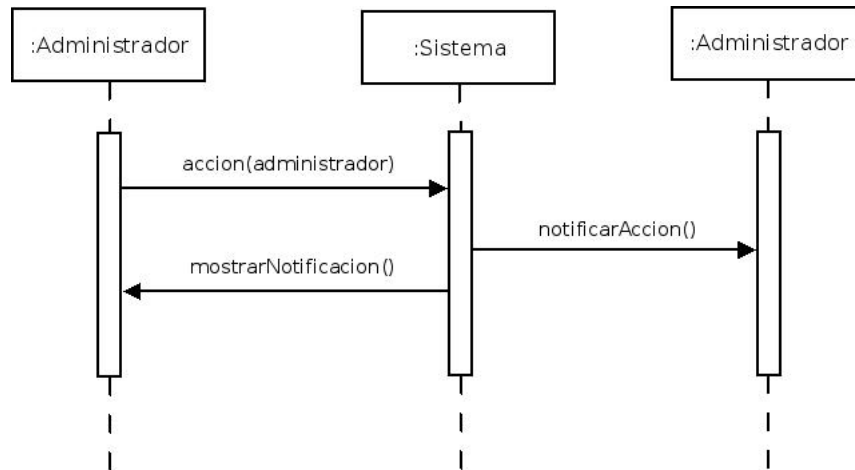 :Administrador
:Sistema
:Administrador
accion(administrador)
notificarAccion()
mostrarNotificacion()